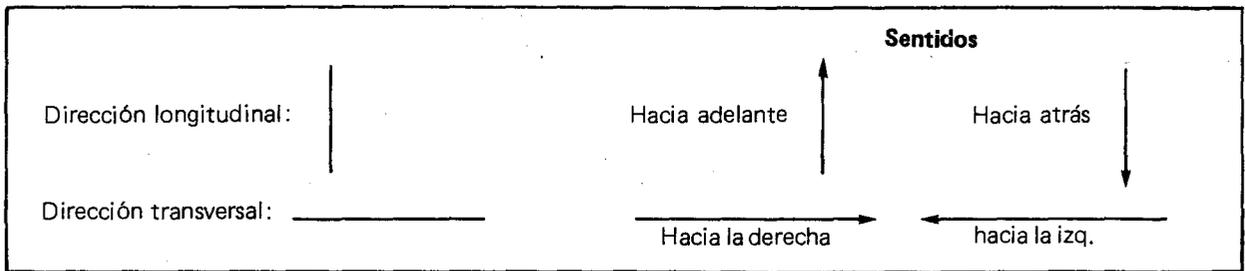 Sentidos
Dirección longitudinal: Hacia adelante Hacia atrás
Dirección transversal:
Hacia la derecha hacia la izq.